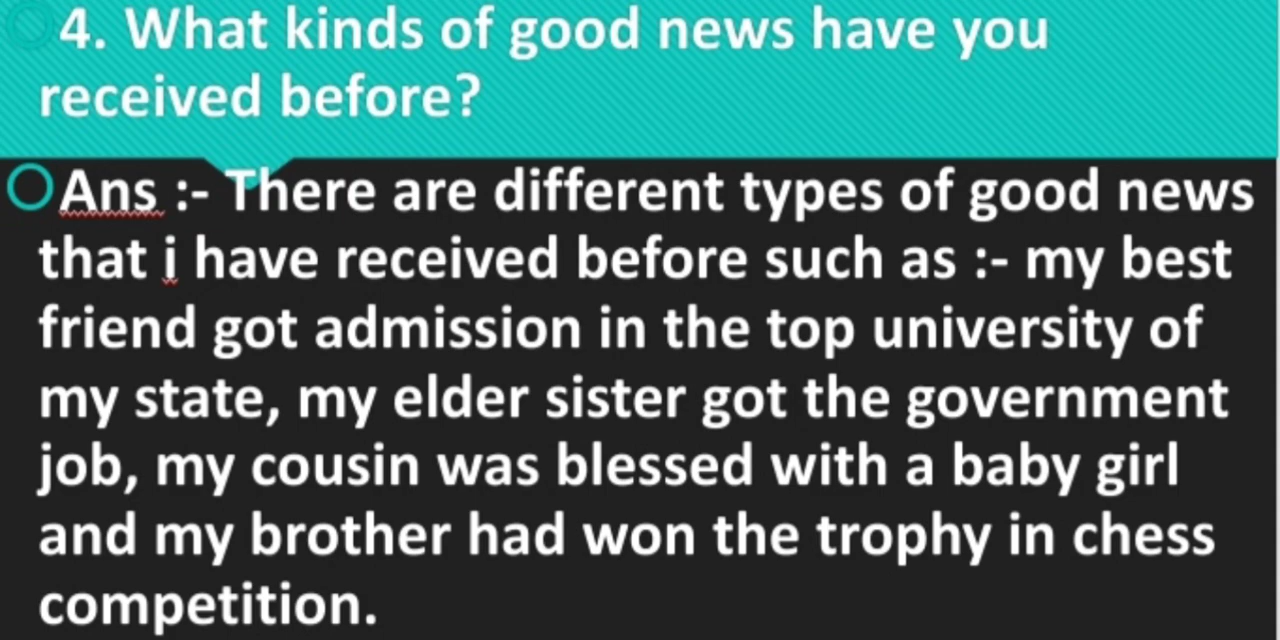 4. What kinds of good news have you
received before?
Ans :- There are different types of good news
that i have received before such as :- my best
friend got admission in the top university of
my state, my elder sister got the government
job, my cousin was blessed with a baby girl
and my brother had won the trophy in chess
competition.